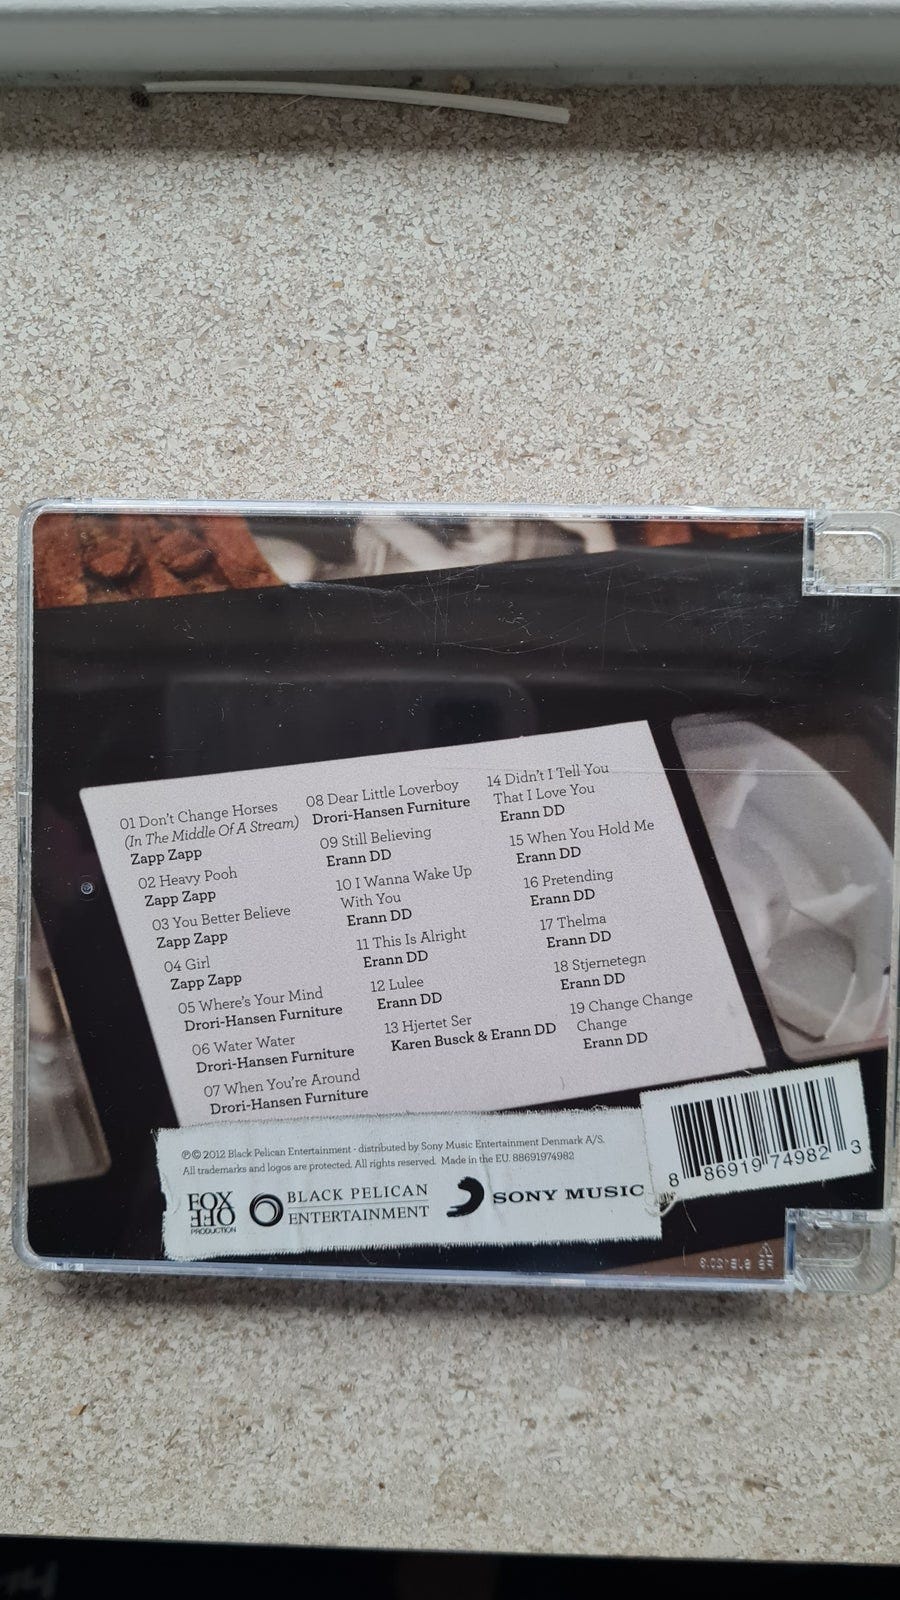 01 Don't Change Horses
(In The Middle Of A Stream)
Zapp Zapp
02 Heavy Pooh
Zapp Zapp
03 You Better Believe
Zapp Zapp
04 Girl
Zapp Zapp
05 Where's Your Mind
Drori-Hansen Furniture
06 Water Water
Drori-Hansen Furniture
07 When You're Around
Drori-Hansen Furniture
08 Dear Little Loverboy
Drori-Hansen Furniture
09 Still Believing
Erann DD
10 I Wanna Wake Up
With You
Erann DD
11 This Is Alright
Erann DD
12 Lulee
Erann DD
13 Hjertet Ser
Karen Busck & Erann DD
14 Didn't I Tell You
That I Love You
Erann DD
15 When You Hold Me
Erann DD
16 Pretending
Erann DD
17 Thelma
Erann DD
18 Stjernetegn
Erann DD
19 Change Change
Change
Erann DD
℗© 2012 Black Pelican Entertainment - distributed by Sony Music Entertainment Denmark A/S.
All trademarks and logos are protected. All rights reserved. Made in the EU. 88691974982
FOX
OFF
PRODUCTION
BLACK PELICAN
ENTERTAINMENT
SONY MUSIC
8 86919 74982 3